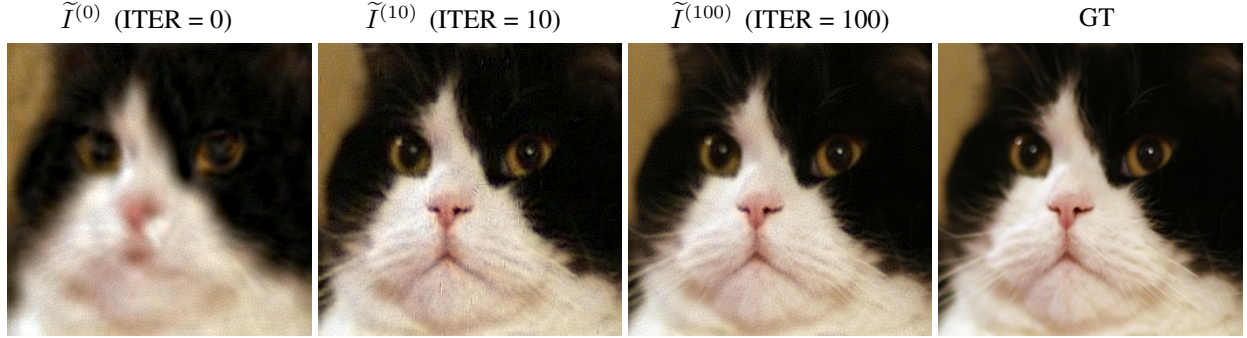 Ĩ⁽⁰⁾ (ITER = 0) Ĩ⁽¹⁰⁾ (ITER = 10) Ĩ⁽¹⁰⁰⁾ (ITER = 100) GT